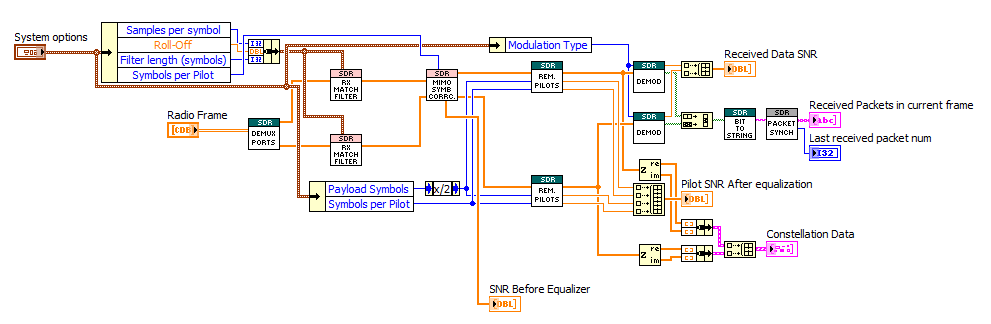 System options
Samples per symbol
Roll-Off
Filter length (symbols)
Symbols per Pilot
I32
DBL
I32
Modulation Type
Radio Frame
[CDB
SDR
DEMUX
PORTS
SDR
RX
MATCH
FILTER
SDR
RX
MATCH
FILTER
SDR
MIMO
SYMB
CORRC.
SDR
REM.
PILOTS
SDR
REM.
PILOTS
Payload Symbols
Symbols per Pilot
x/2
SDR
DEMOD
SDR
DEMOD
Received Data SNR
DBL]
SDR
BIT
TO
STRING
SDR
PACKET
SYNCH
Received Packets in current frame
abc]
Last received packet num
I32
z re
im
Pilot SNR After equalization
DBL]
z re
im
Constellation Data
SNR Before Equalizer
DBL]